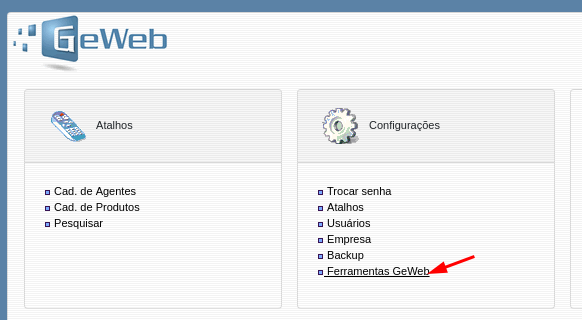 GeWeb
Atalhos
Cad. de Agentes
Cad. de Produtos
Pesquisar
Configurações
Trocar senha
Atalhos
Usuários
Empresa
Backup
Ferramentas GeWeb